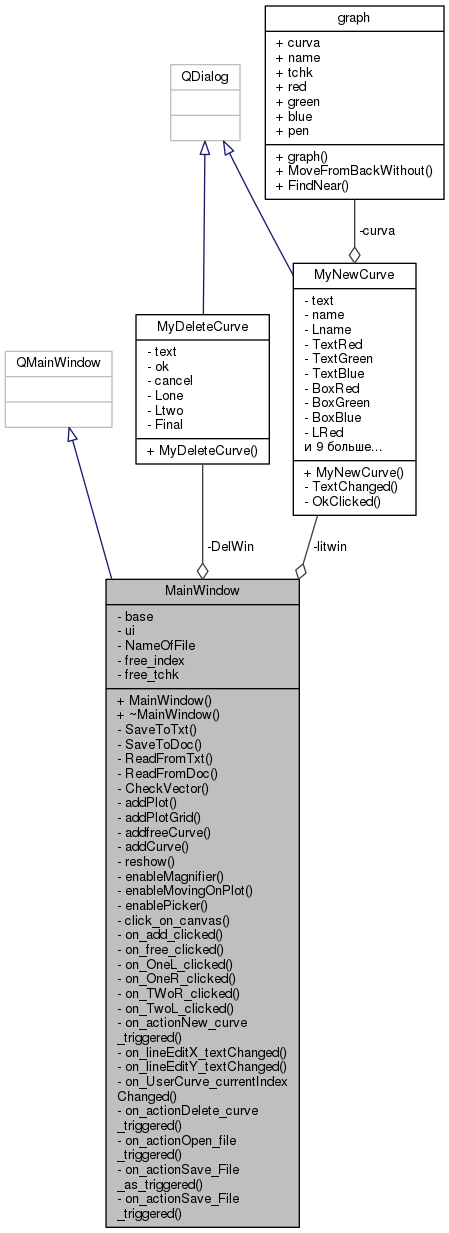 graph
+ curva
+ name
+ tchk
+ red
+ green
+ blue
+ pen
+ graph()
+ MoveFromBackWithout()
+ FindNear()
QDialog
-curva
MyNewCurve
- text
- name
- Lname
- TextRed
- TextGreen
- TextBlue
- BoxRed
- BoxGreen
- BoxBlue
- LRed
и 9 больше...
+ MyNewCurve()
- TextChanged()
- OkClicked()
MyDeleteCurve
- text
- ok
- cancel
- Lone
- Ltwo
- Final
+ MyDeleteCurve()
QMainWindow
-DelWin
-litwin
MainWindow
- base
- ui
- NameOfFile
- free_index
- free_tchk
+ MainWindow()
+ ~MainWindow()
- SaveToTxt()
- SaveToDoc()
- ReadFromTxt()
- ReadFromDoc()
- CheckVector()
- addPlot()
- addPlotGrid()
- addfreeCurve()
- addCurve()
- reshow()
- enableMagnifier()
- enableMovingOnPlot()
- enablePicker()
- click_on_canvas()
- on_add_clicked()
- on_free_clicked()
- on_OneL_clicked()
- on_OneR_clicked()
- on_TWoR_clicked()
- on_TwoL_clicked()
- on_actionNew_curve
_triggered()
- on_lineEditX_textChanged()
- on_lineEditY_textChanged()
- on_UserCurve_currentIndex
Changed()
- on_actionDelete_curve
_triggered()
- on_actionOpen_file
_triggered()
- on_actionSave_File
_as_triggered()
- on_actionSave_File
_triggered()